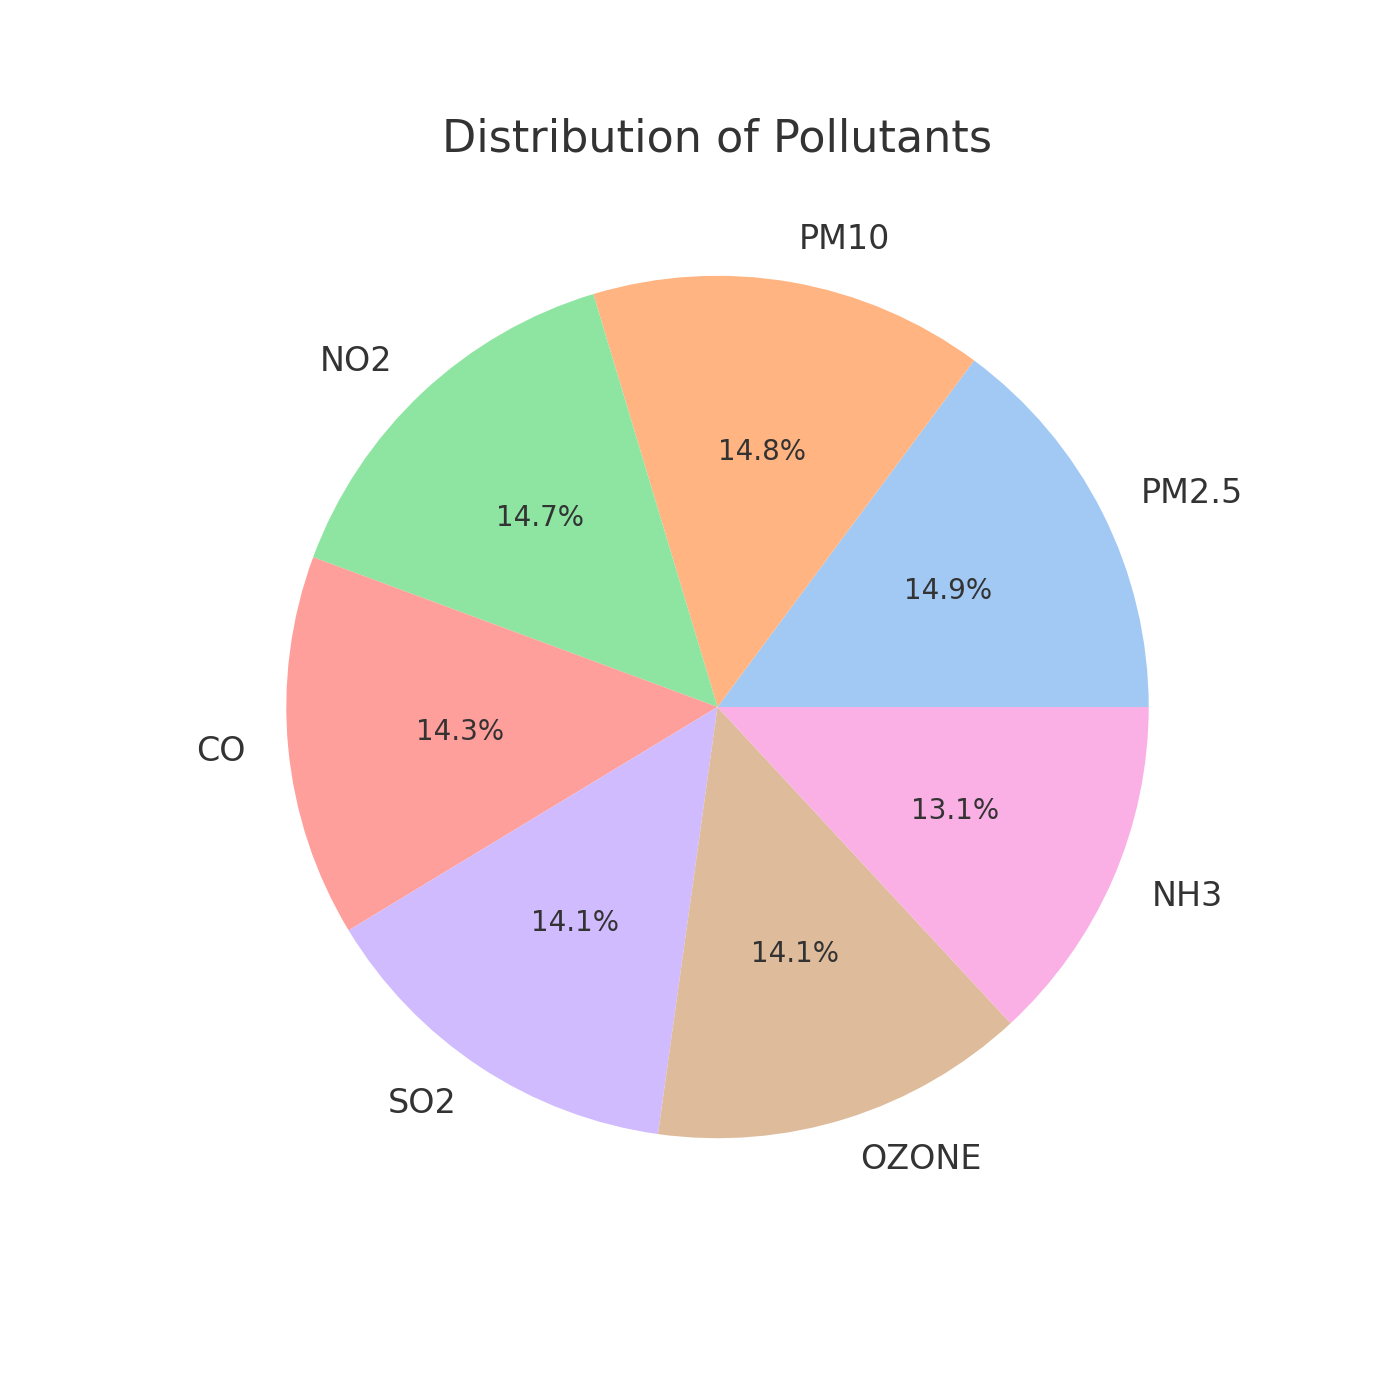 Distribution of Pollutants
PM10
NO2
14.8%
PM2.5
14.7%
14.9%
14.3%
CO
13.1%
14.1%
NH3
14.1%
SO2
OZONE